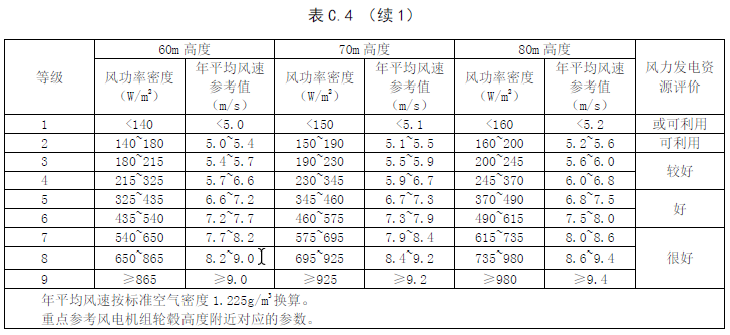 表 C.4 （续 1）
等级 60m 高度 70m 高度 80m 高度 风力发电资源评价
风功率密度（W/m²） 年平均风速参考值（m/s） 风功率密度（W/m²） 年平均风速参考值（m/s） 风功率密度（W/m²） 年平均风速参考值（m/s）
1 <140 <5.0 <150 <5.1 <160 <5.2 或可利用
2 140~180 5.0~5.4 150~190 5.1~5.5 160~200 5.2~5.6 可利用
3 180~215 5.4~5.7 190~230 5.5~5.9 200~245 5.6~6.0 较好
4 215~325 5.7~6.6 230~345 5.9~6.7 245~370 6.0~6.8
5 325~435 6.6~7.2 345~460 6.7~7.3 370~490 6.8~7.5 好
6 435~540 7.2~7.7 460~575 7.3~7.9 490~615 7.5~8.0
7 540~650 7.7~8.2 575~695 7.9~8.4 615~735 8.0~8.6 很好
8 650~865 8.2~9.0 695~925 8.4~9.2 735~980 8.6~9.4
9 ≥865 ≥9.0 ≥925 ≥9.2 ≥980 ≥9.4
年平均风速按标准空气密度 1.225g/m³换算。
重点参考风电机组轮毂高度附近对应的参数。